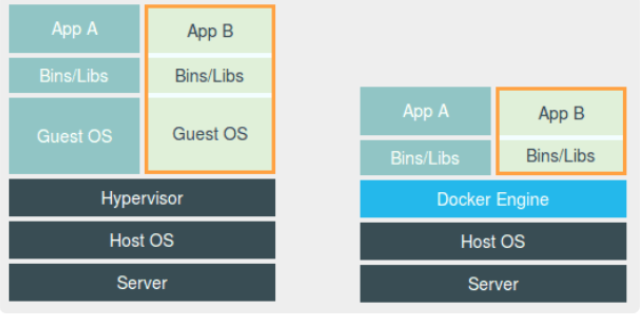 App A
App B
Bins/Libs
Bins/Libs
Guest OS
Guest OS
Hypervisor
Host OS
Server
App A
App B
Bins/Libs
Bins/Libs
Docker Engine
Host OS
Server